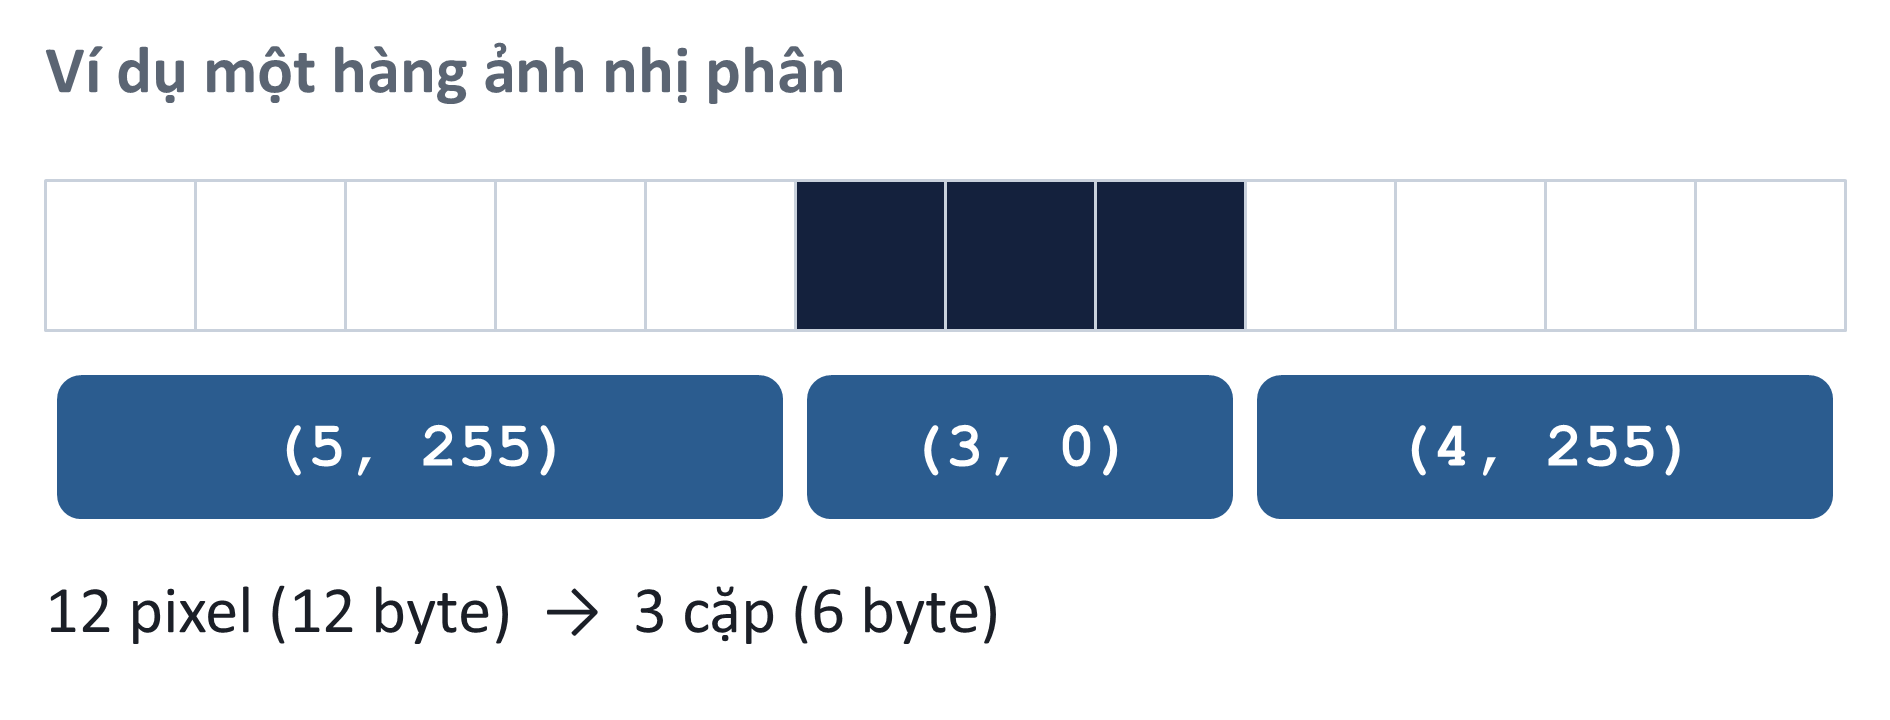 Ví dụ một hàng ảnh nhị phân
(5, 255) (3, 0) (4, 255)
12 pixel (12 byte) → 3 cặp (6 byte)